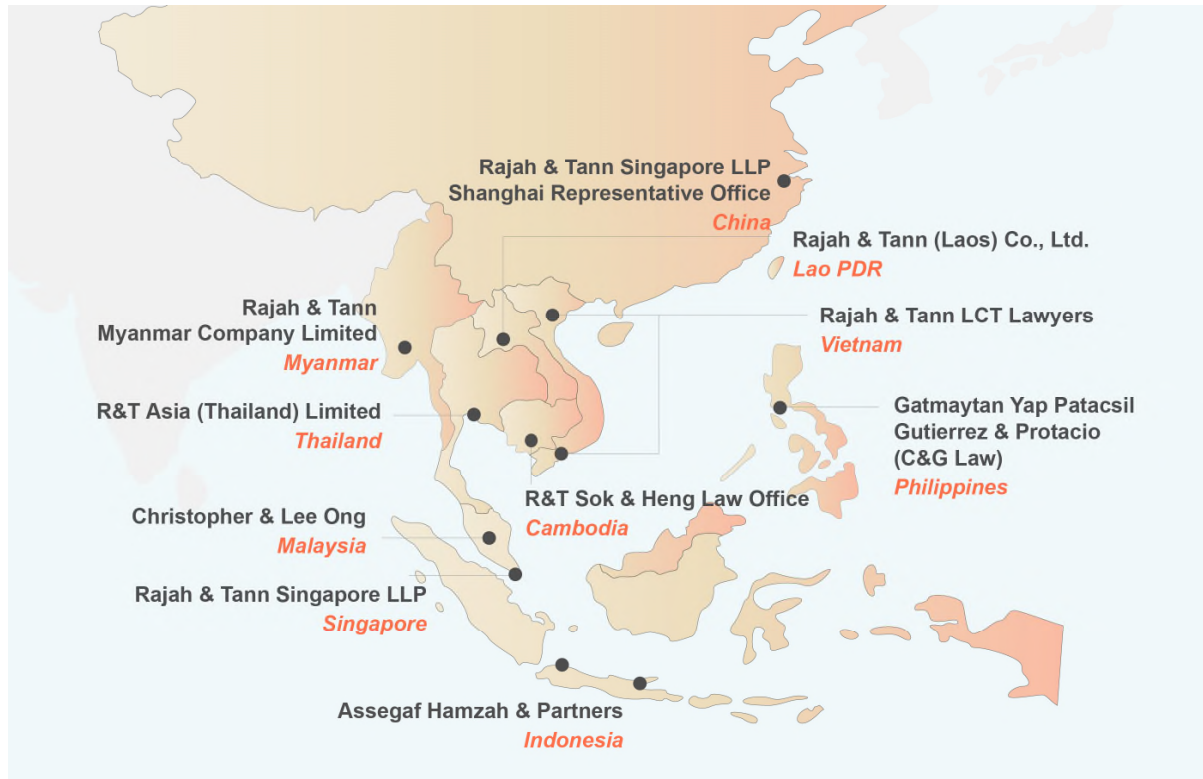 Rajah & Tann Singapore LLP
Shanghai Representative Office
China
Rajah & Tann (Laos) Co., Ltd.
Lao PDR
Rajah & Tann
Myanmar Company Limited
Myanmar
Rajah & Tann LCT Lawyers
Vietnam
R&T Asia (Thailand) Limited
Thailand
Gatmaytan Yap Patacsil
Gutierrez & Protacio
(C&G Law)
Philippines
R&T Sok & Heng Law Office
Cambodia
Christopher & Lee Ong
Malaysia
Rajah & Tann Singapore LLP
Singapore
Assegaf Hamzah & Partners
Indonesia